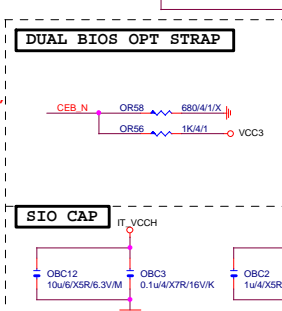 DUAL BIOS OPT STRAP
CEB_N OR58 680/4/1/X
OR56 1K/4/1 VCC3
SIO CAP IT_VCCH
OBC12 OBC3 OBC2
10u/6/X5R/6.3V/M 0.1u/4/X7R/16V/K 1u/4/X5R